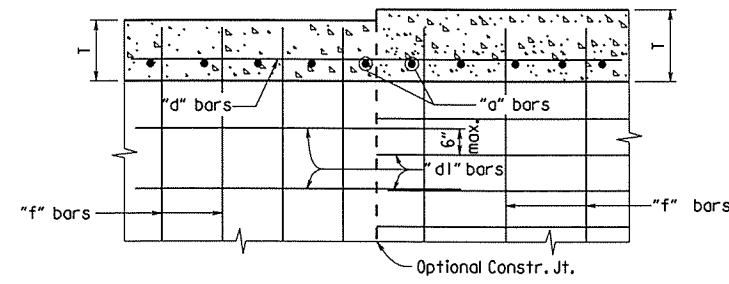 T
T
"d" bars
"a" bars
6"
max.
"d1" bars
"f" bars
"f" bars
Optional Constr. Jt.